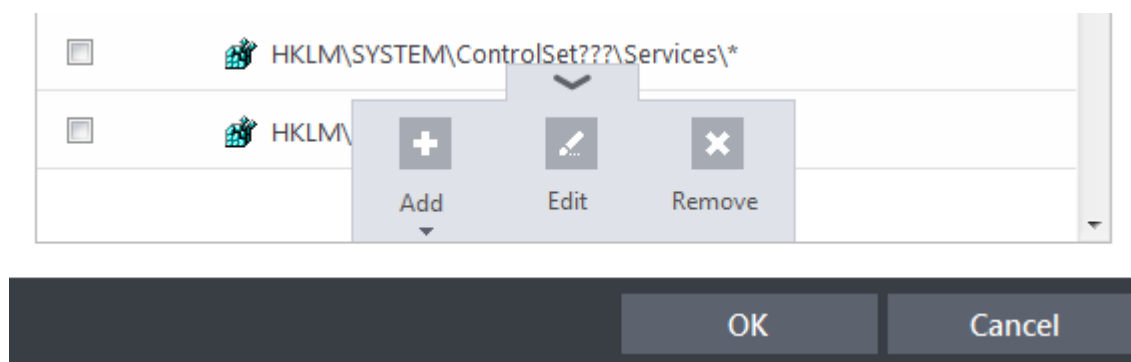 HKLM\SYSTEM\ControlSet???\Services\*
HKLM\
Add
Edit
Remove
OK
Cancel